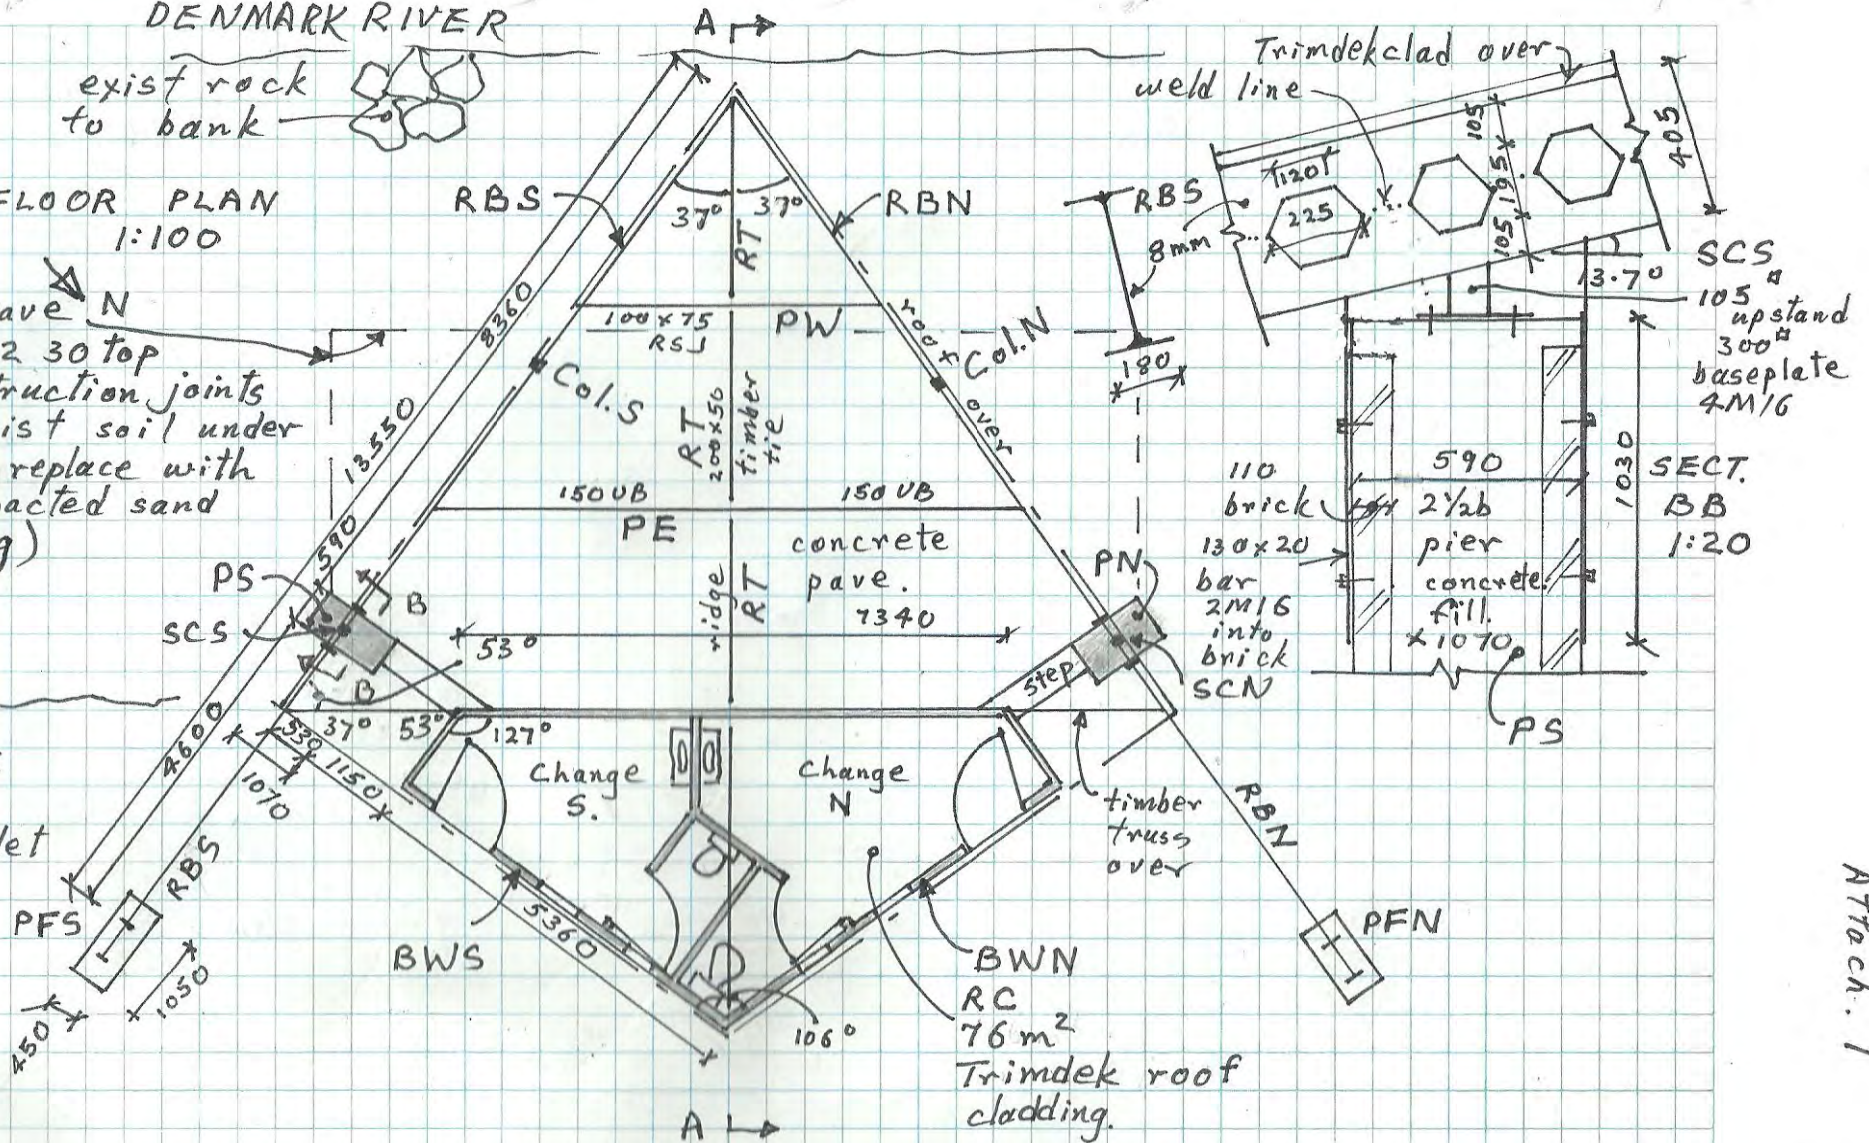 DENMARK RIVER
exist rock
to bank
FLOOR PLAN
1:100
ave N
2 30 top
truction joints
ist soil under
replace with
acted sand
g)
A
RBS
37° 37°
RT
RBN
100 x 75
RSJ
PW
roof
over
Col.N
Col.S
8360
13550
590
4600
RT
200x50
timber
tie
150 UB
150 UB
PE
concrete
pave.
7340
ridge
RT
PS
SCS
B
B
53°
PN
SCN
step
530
37°
53°
127°
1150
1070
Change
S.
Change
N
timber
truss
over
let
RBS
RBN
PFS
PFN
1050
450
BWS
5360
106°
BWN
RC
76 m²
Trimdek roof
cladding.
A
Trimdek clad over
weld line
RBS
8mm
180
120
225
105
195
105
405
13.7°
SCS
105 ¤
upstand
300 ¤
baseplate
4M16
110
brick
130 x 20
bar
2M16
into
brick
590
2½b
pier
concrete
fill.
x 1070
1030
SECT.
BB
1:20
PS
Attach. 1